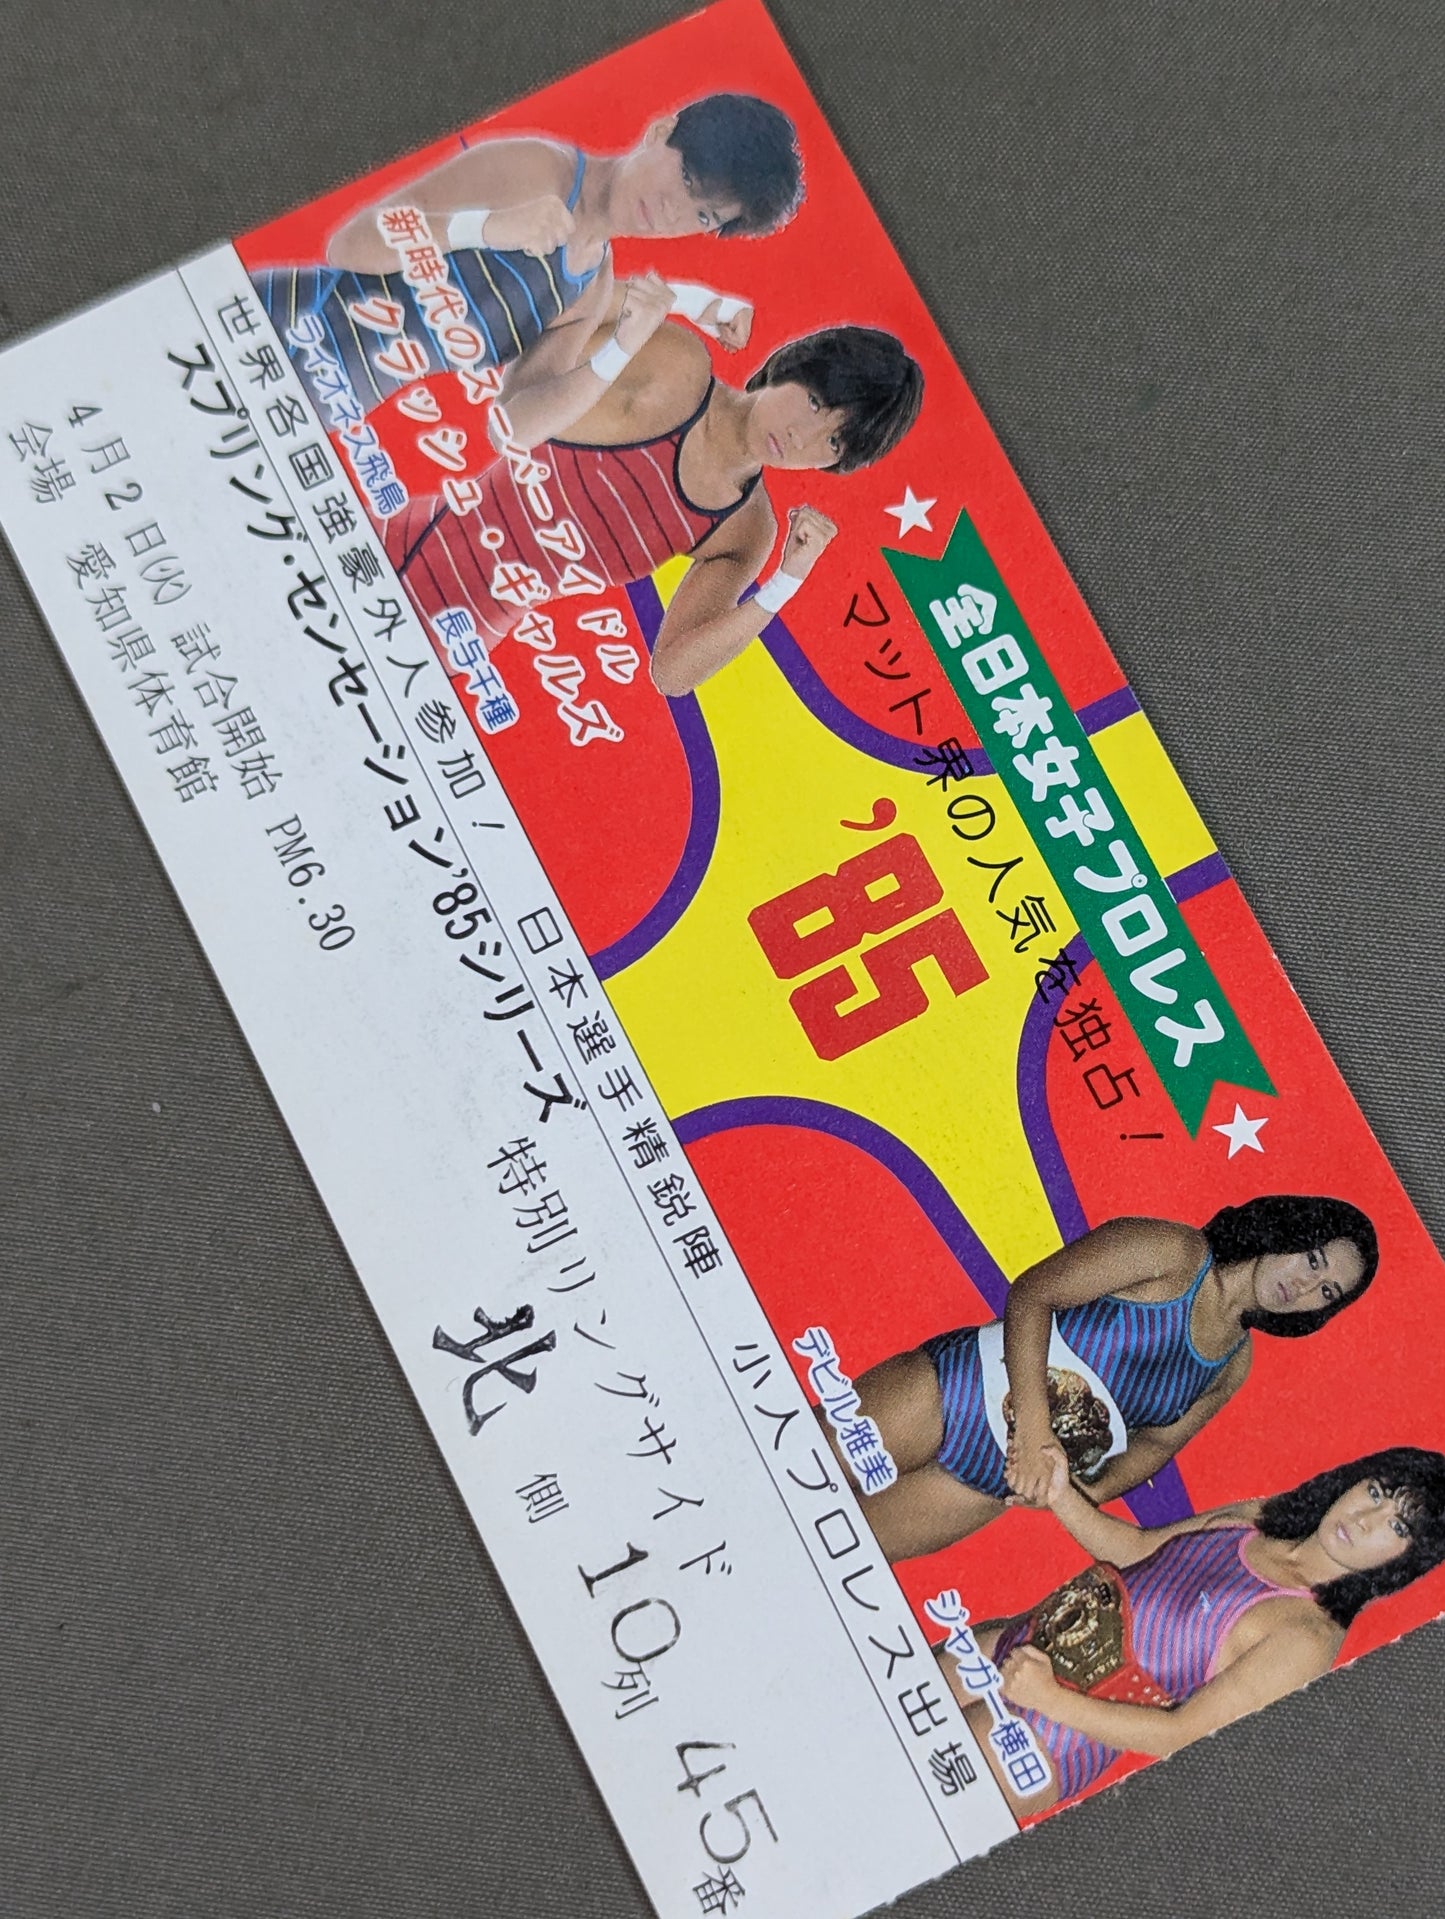 全日本女子プロレス
マット界の人気を独占！
'85
新時代のスーパーアイドル
クラッシュ・ギャルズ
ライオネス飛鳥
長与千種
デビル雅美
ジャガー横田
世界各国強豪外人参加！ 日本選手精鋭陣 小人プロレス出場
スプリング・センセーション'85シリーズ
4月2日(火) 試合開始 PM6.30
会場 愛知県体育館
特別リングサイド
北 側 10列 45番